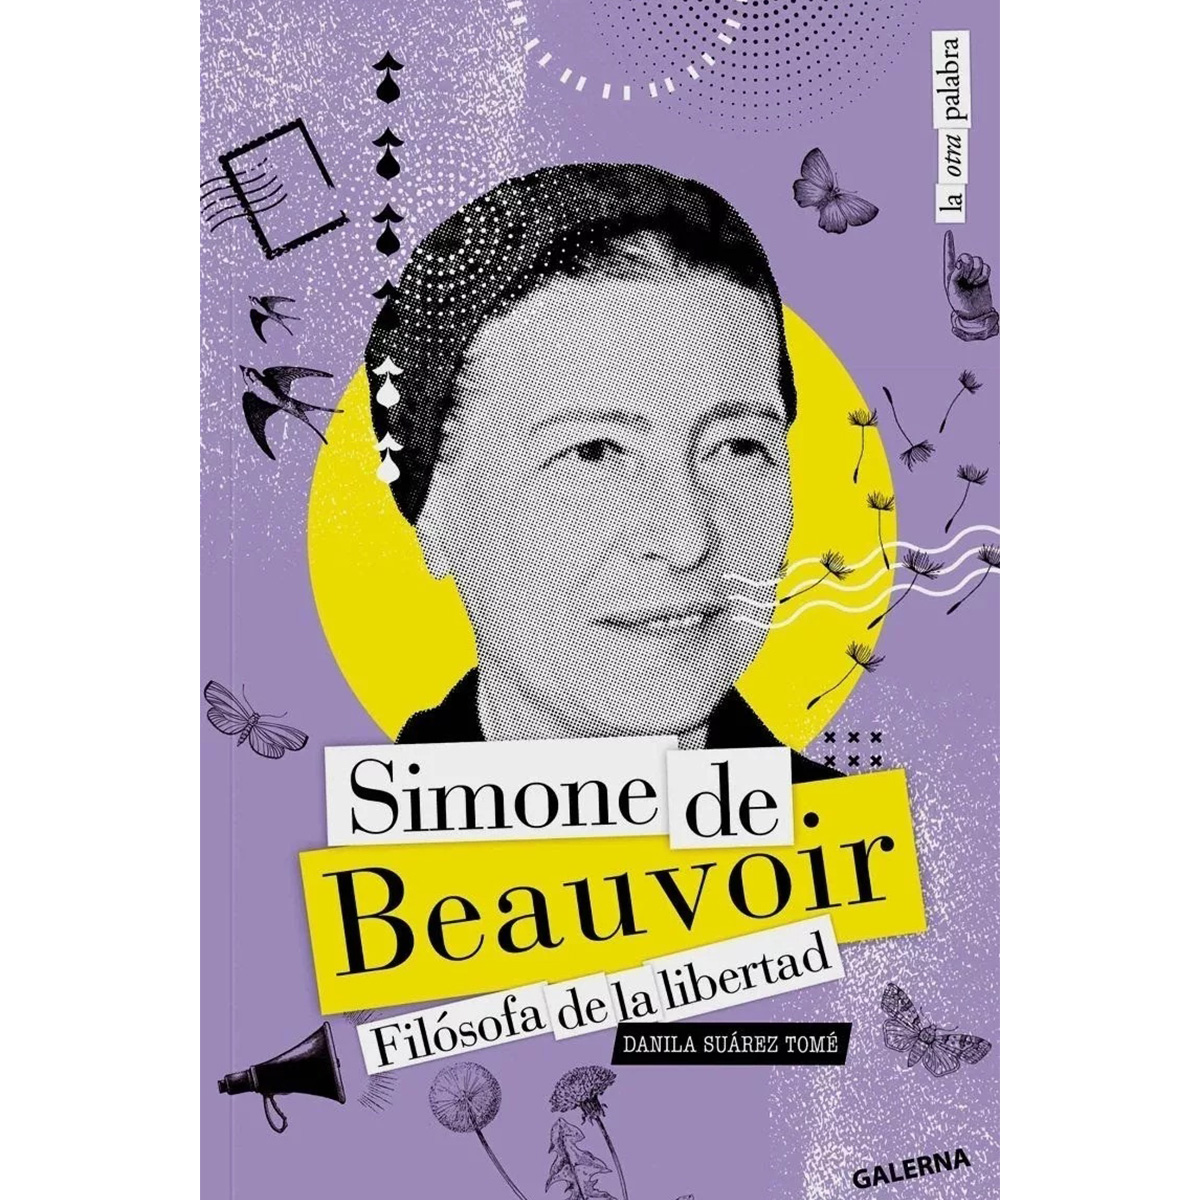 la otra palabra
Simone de
Beauvoir
Filósofa de la libertad
DANILA SUÁREZ TOMÉ
GALERNA